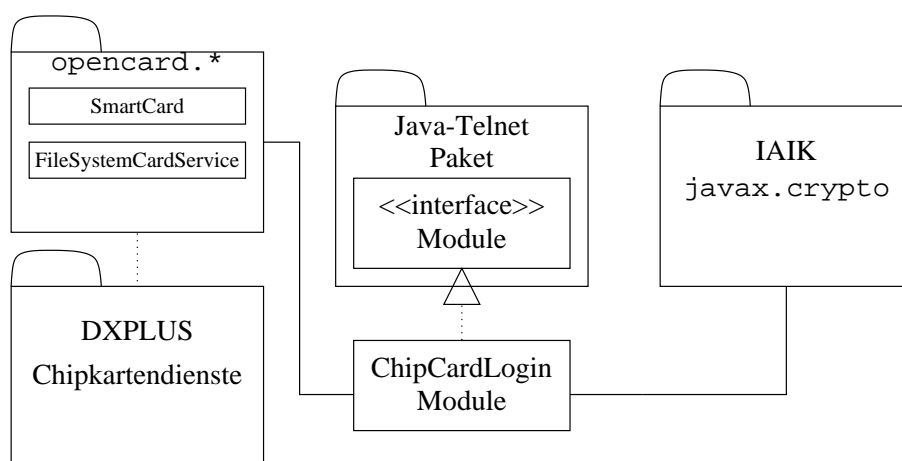 opencard.*
SmartCard
FileSystemCardService
DXPLUS
Chipkartendienste
Java-Telnet
Paket
<<interface>>
Module
ChipCardLogin
Module
IAIK
javax.crypto